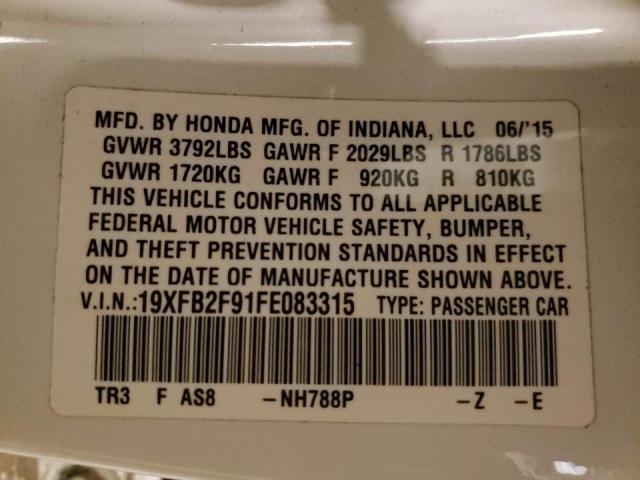 MFD. BY HONDA MFG. OF INDIANA, LLC 06/'15
GVWR 3792LBS GAWR F 2029LBS R 1786LBS
GVWR 1720KG GAWR F 920KG R 810KG
THIS VEHICLE CONFORMS TO ALL APPLICABLE
FEDERAL MOTOR VEHICLE SAFETY, BUMPER,
AND THEFT PREVENTION STANDARDS IN EFFECT
ON THE DATE OF MANUFACTURE SHOWN ABOVE.
V.I.N.:19XFB2F91FE083315 TYPE: PASSENGER CAR
TR3 F AS8 -NH788P -Z -E